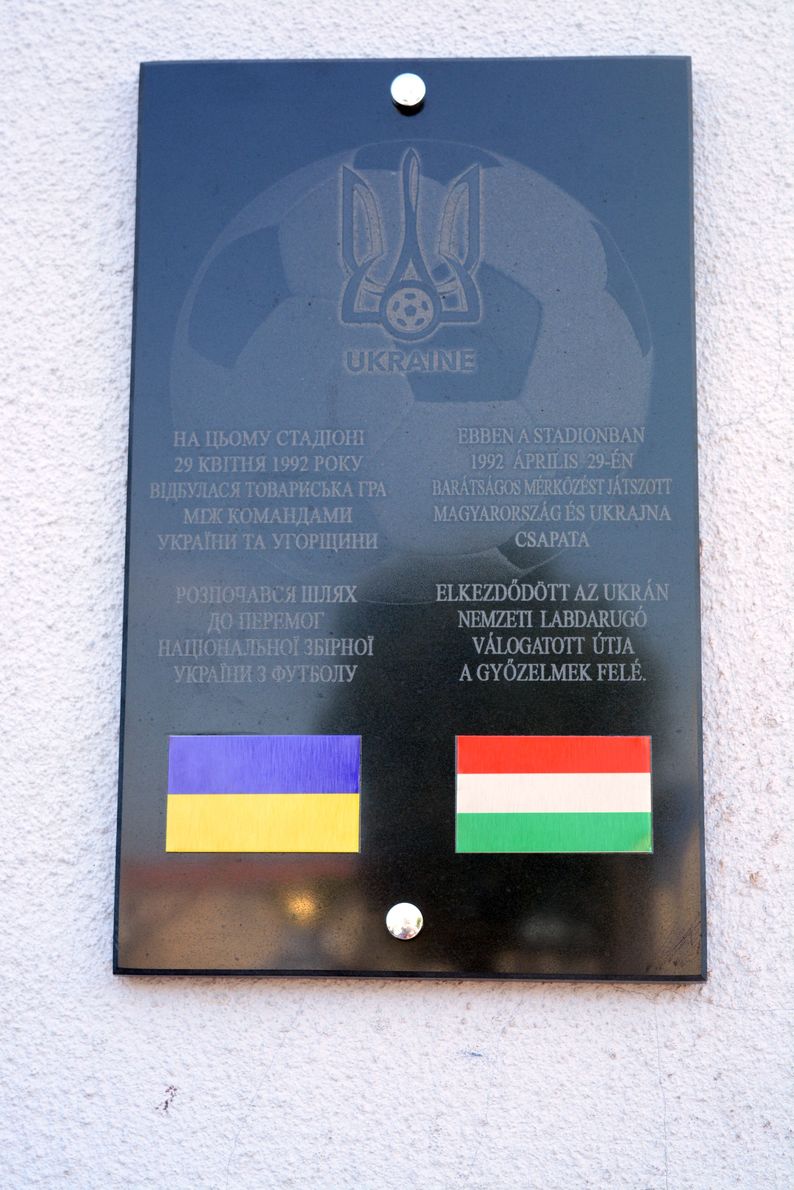 UKRAINE
НА ЦЬОМУ СТАДІОНІ
29 КВІТНЯ 1992 РОКУ
ВІДБУЛАСЯ ТОВАРИСЬКА ГРА
МІЖ КОМАНДАМИ
УКРАЇНИ ТА УГОРЩИНИ
РОЗПОЧАВСЯ ШЛЯХ
ДО ПЕРЕМОГ
НАЦІОНАЛЬНОЇ ЗБІРНОЇ
УКРАЇНИ З ФУТБОЛУ
EBBEN A STADIONBAN
1992 ÁPRILIS 29-ÉN
BARÁTSÁGOS MÉRKŐZÉST JÁTSZOTT
MAGYARORSZÁG ÉS UKRAJNA
CSAPATA
ELKEZDŐDÖTT AZ UKRÁN
NEMZETI LABDARUGÓ
VÁLOGATOTT ÚTJA
A GYŐZELMEK FELÉ.